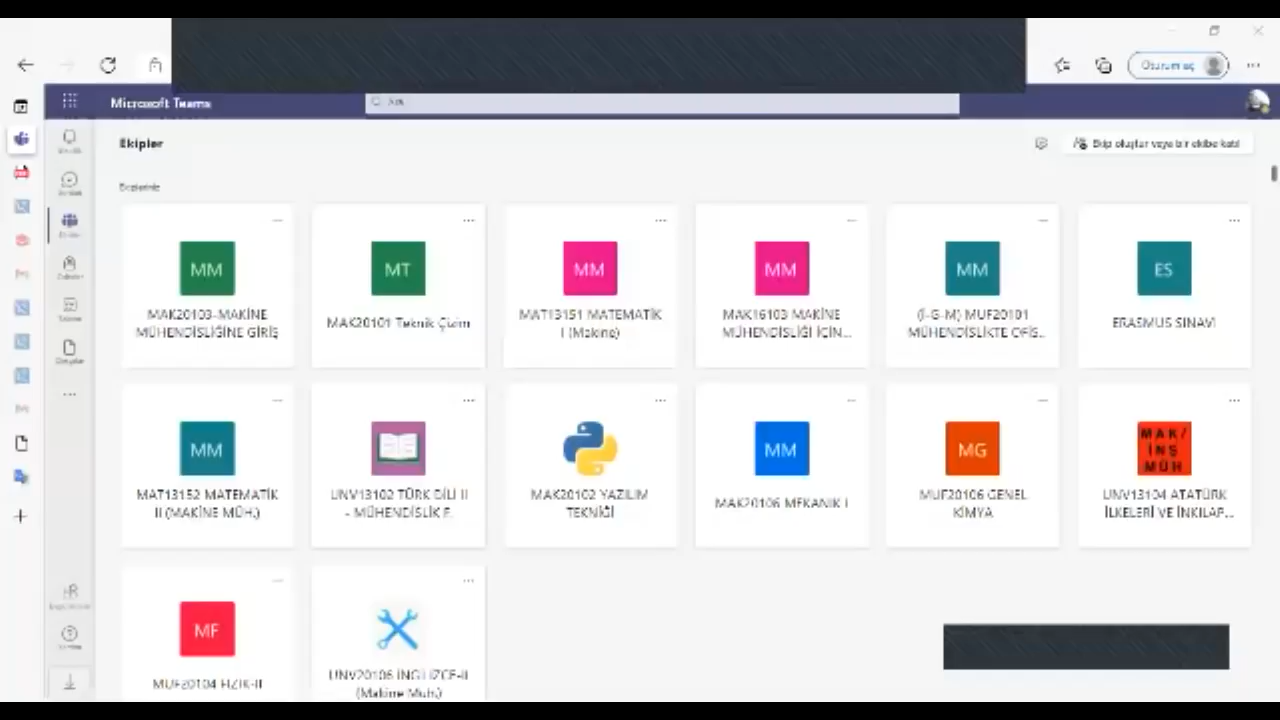 Oturum aç
Microsoft Teams
Ara
Ekipler
Ekip oluştur veya bir ekibe katıl
Ekipleriniz
MM
MAK20103-MAKİNE
MÜHENDİSLİĞİNE GİRİŞ
MT
MAK20101 Teknik Çizim
MM
MAT13151 MATEMATİK
I (Makine)
MM
MAK16103 MAKİNE
MÜHENDİSLİĞİ İÇİN...
MM
(İ-G-M) MUF20101
MÜHENDİSLİKTE OFİS...
ES
ERASMUS SINAVI
MM
MAT13152 MATEMATİK
II (MAKİNE MÜH.)
UNV13102 TÜRK DİLİ II
- MÜHENDİSLİK F.
MAK20102 YAZILIM
TEKNİĞİ
MM
MAK20106 MEKANİK I
MG
MUF20106 GENEL
KİMYA
MAK/
İNŞ
MÜH
UNV13104 ATATÜRK
İLKELERİ VE İNKILAP...
MF
MUF20104 FİZİK-II
UNV20106 İNGİLİZCE-II
(Makine Müh.)